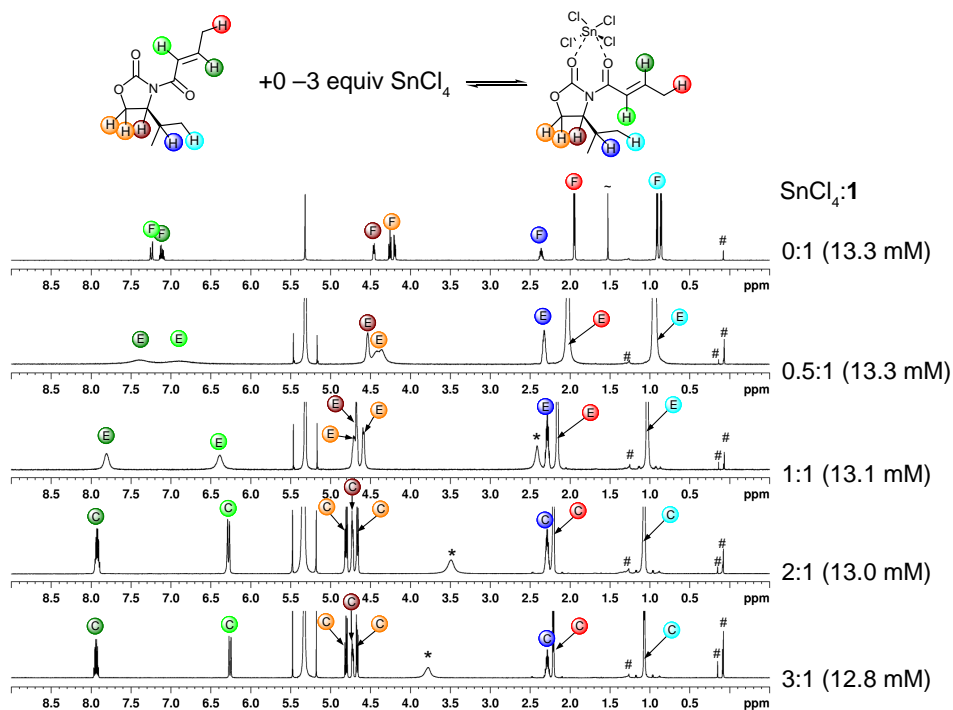 H
O
H
H
O
N
O
O
H
H
H
H
H
+0 –3 equiv SnCl4
Cl
Cl
Sn
Cl
Cl
O
O
H
O
N
H
H
H
H
H
H
H
SnCl4:1
F
F
F
F
F
F
~
F
#
0:1 (13.3 mM)
8.5 8.0 7.5 7.0 6.5 6.0 5.5 5.0 4.5 4.0 3.5 3.0 2.5 2.0 1.5 1.0 0.5 ppm
E
E
E
E
E
E
E
#
#
#
0.5:1 (13.3 mM)
8.5 8.0 7.5 7.0 6.5 6.0 5.5 5.0 4.5 4.0 3.5 3.0 2.5 2.0 1.5 1.0 0.5 ppm
E
E
E
E
E
*
E
E
E
#
#
#
1:1 (13.1 mM)
8.5 8.0 7.5 7.0 6.5 6.0 5.5 5.0 4.5 4.0 3.5 3.0 2.5 2.0 1.5 1.0 0.5 ppm
C
C
C
C
C
*
C
C
C
#
#
#
2:1 (13.0 mM)
8.5 8.0 7.5 7.0 6.5 6.0 5.5 5.0 4.5 4.0 3.5 3.0 2.5 2.0 1.5 1.0 0.5 ppm
C
C
C
C
C
*
C
C
C
#
#
#
3:1 (12.8 mM)
8.5 8.0 7.5 7.0 6.5 6.0 5.5 5.0 4.5 4.0 3.5 3.0 2.5 2.0 1.5 1.0 0.5 ppm